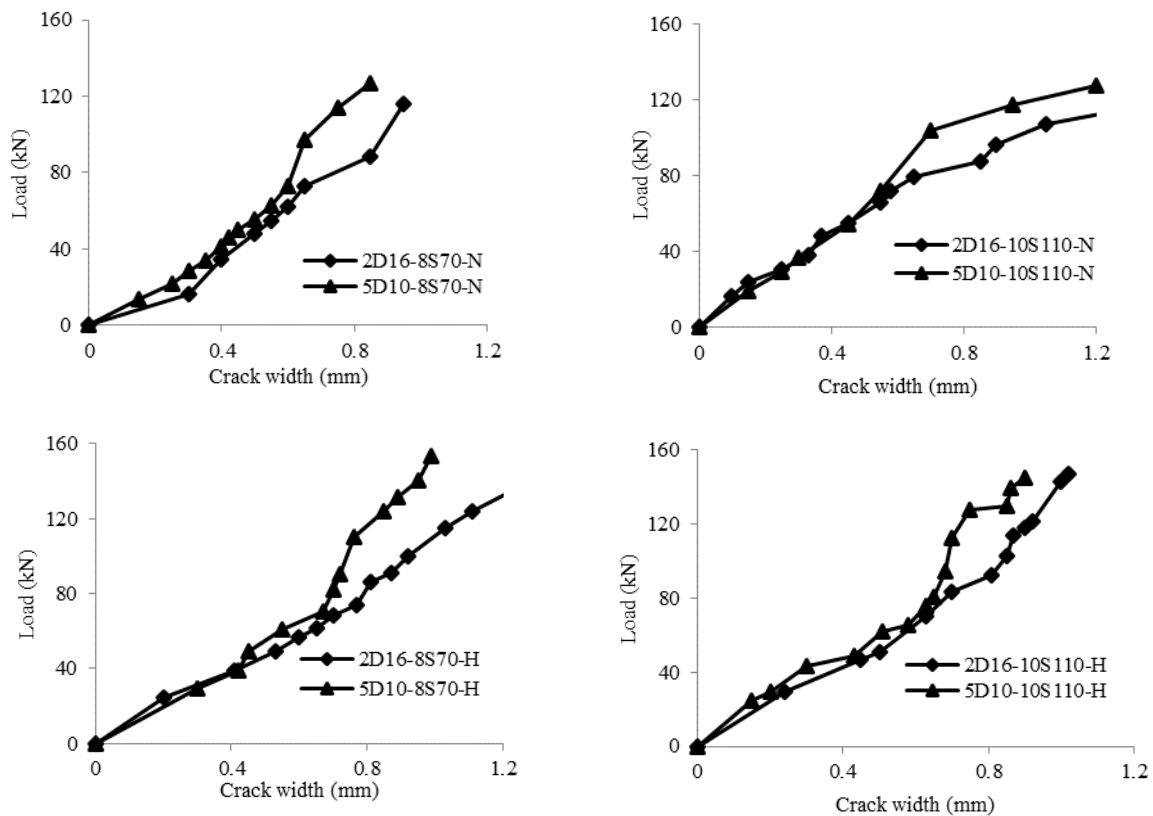 160
120
80
40
0
Load (kN)
2D16-8S70-N
5D10-8S70-N
0 0.4 0.8 1.2
Crack width (mm)
160
120
80
40
0
Load (kN)
2D16-10S110-N
5D10-10S110-N
0 0.4 0.8 1.2
Crack width (mm)
160
120
80
40
0
Load (kN)
2D16-8S70-H
5D10-8S70-H
0 0.4 0.8 1.2
Crack width (mm)
160
120
80
40
0
Load (kN)
2D16-10S110-H
5D10-10S110-H
0 0.4 0.8 1.2
Crack width (mm)